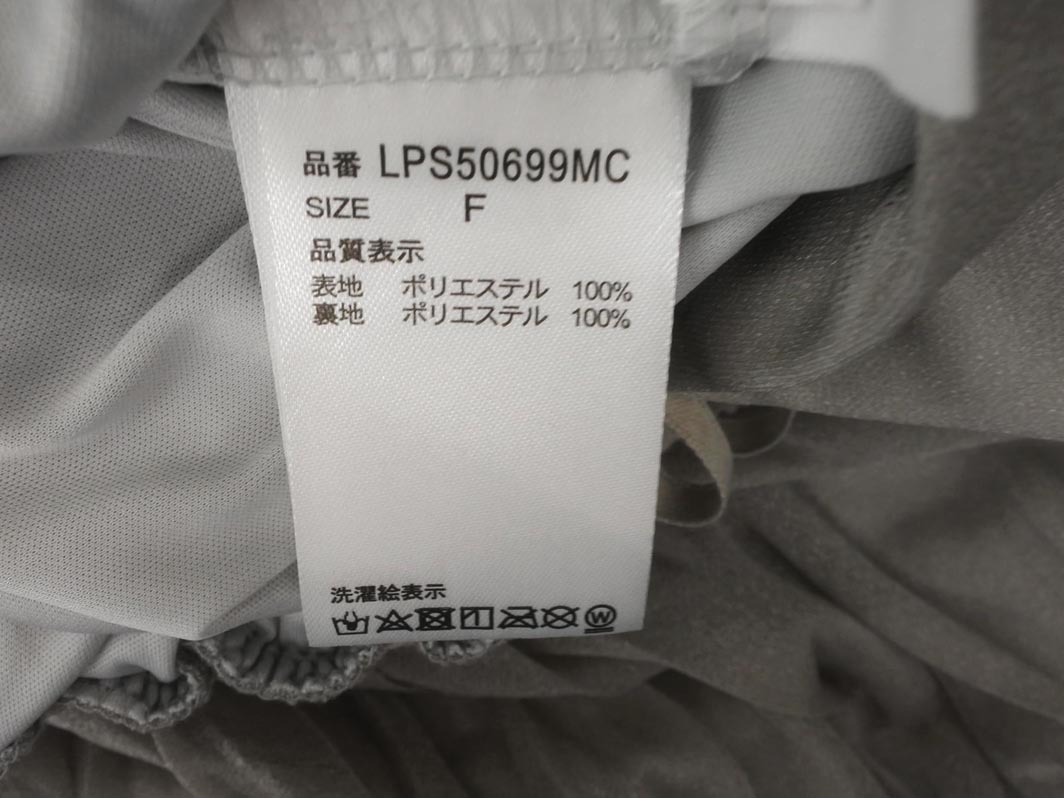 品番 LPS50699MC
SIZE F
品質表示
表地 ポリエステル 100%
裏地 ポリエステル 100%
洗濯絵表示
W